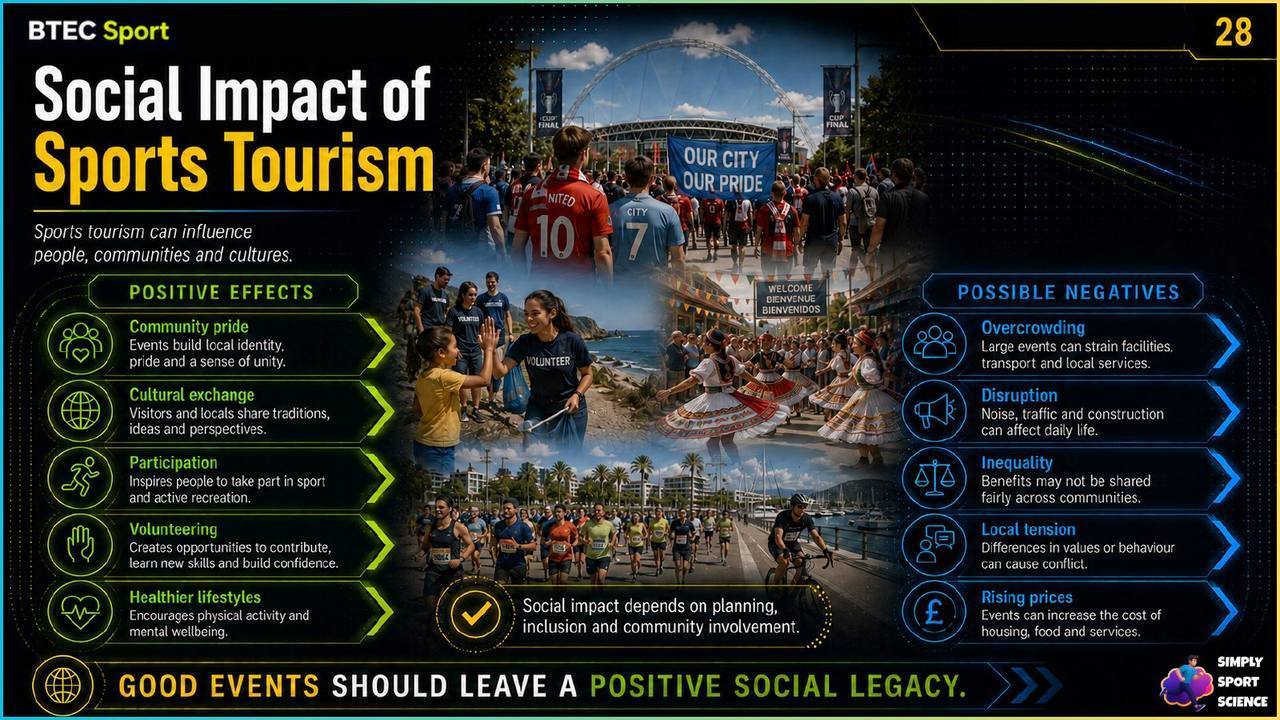 BTEC Sport
28
Social Impact of
Sports Tourism
Sports tourism can influence
people, communities and cultures.
CUP
FINAL
CUP
FINAL
CUP
FINAL
OUR CITY
OUR PRIDE
NITED
10
CITY
7
POSITIVE EFFECTS
Community pride
Events build local identity,
pride and a sense of unity.
Cultural exchange
Visitors and locals share traditions,
ideas and perspectives.
Participation
Inspires people to take part in sport
and active recreation.
Volunteering
Creates opportunities to contribute,
learn new skills and build confidence.
Healthier lifestyles
Encourages physical activity and
mental wellbeing.
VOLUNTEER
VOLUNTEER
WELCOME
BIENVENUE
BIENVENIDOS
POSSIBLE NEGATIVES
Overcrowding
Large events can strain facilities,
transport and local services.
Disruption
Noise, traffic and construction
can affect daily life.
Inequality
Benefits may not be shared
fairly across communities.
Local tension
Differences in values or behaviour
can cause conflict.
£
Rising prices
Events can increase the cost of
housing, food and services.
Social impact depends on planning,
inclusion and community involvement.
GOOD EVENTS SHOULD LEAVE A POSITIVE SOCIAL LEGACY.
SIMPLY
SPORT
SCIENCE